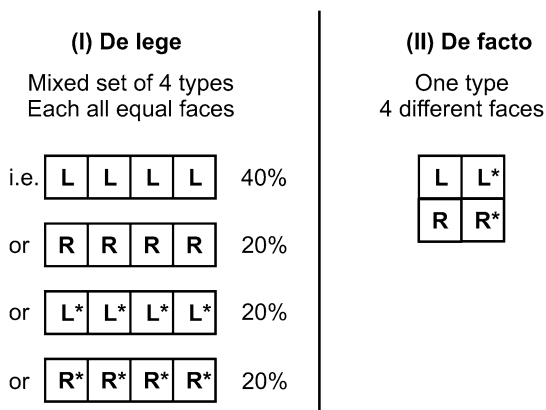 (I) De lege
Mixed set of 4 types
Each all equal faces
i.e. L L L L 40%
or R R R R 20%
or L* L* L* L* 20%
or R* R* R* R* 20%
(II) De facto
One type
4 different faces
L L*
R R*